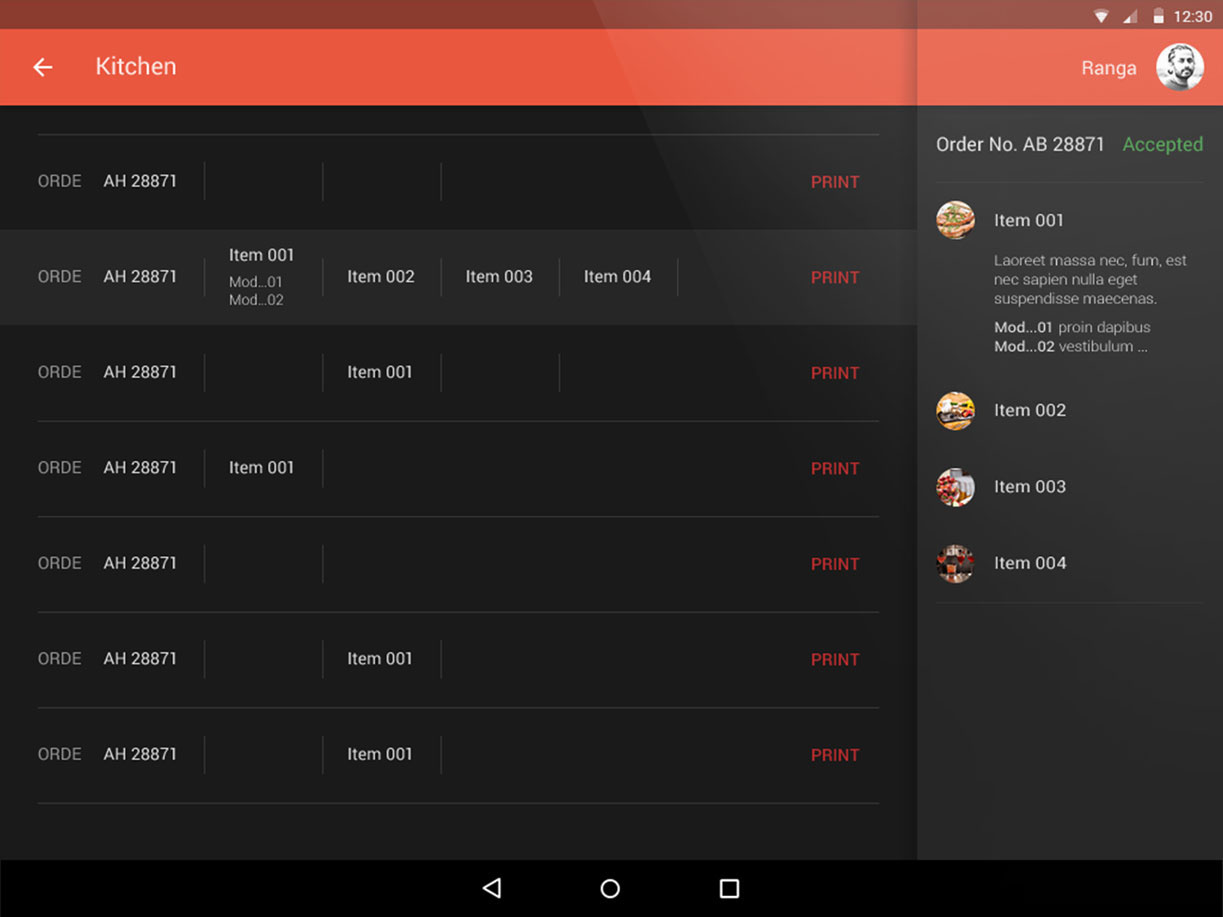 12:30
Kitchen
Ranga
ORDE AH 28871 PRINT
ORDE AH 28871 Item 001 Mod...01 Mod...02 Item 002 Item 003 Item 004 PRINT
ORDE AH 28871 Item 001 PRINT
ORDE AH 28871 Item 001 PRINT
ORDE AH 28871 PRINT
ORDE AH 28871 Item 001 PRINT
ORDE AH 28871 Item 001 PRINT
Order No. AB 28871 Accepted
Item 001
Laoreet massa nec, fum, est
nec sapien nulla eget
suspendisse maecenas.
Mod...01 proin dapibus
Mod...02 vestibulum ...
Item 002
Item 003
Item 004